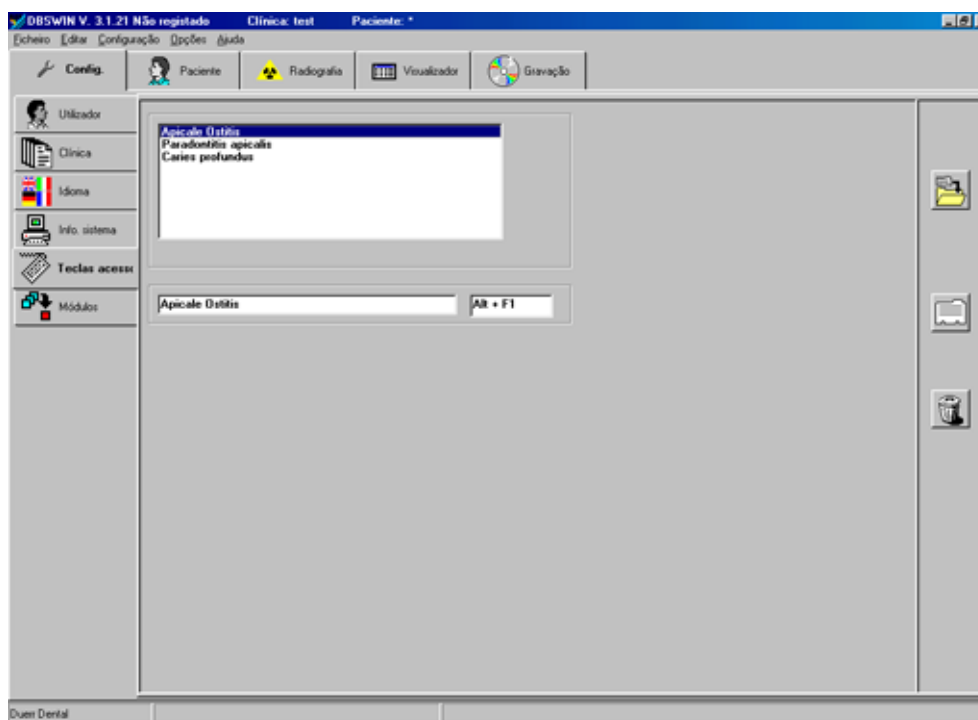 DBSWIN V. 3.1.21 Não registado Clínica: test Paciente: *
Ficheiro Editar Configuração Opções Ajuda
Config. Paciente Radiografia Visualizador Gravação
Utilizador
Clínica
Idioma
Info. sistema
Teclas acesso
Módulos
Apicale Ostitis
Paradontitis apicalis
Caries profundus
Apicale Ostitis Alt + F1
Duerr Dental